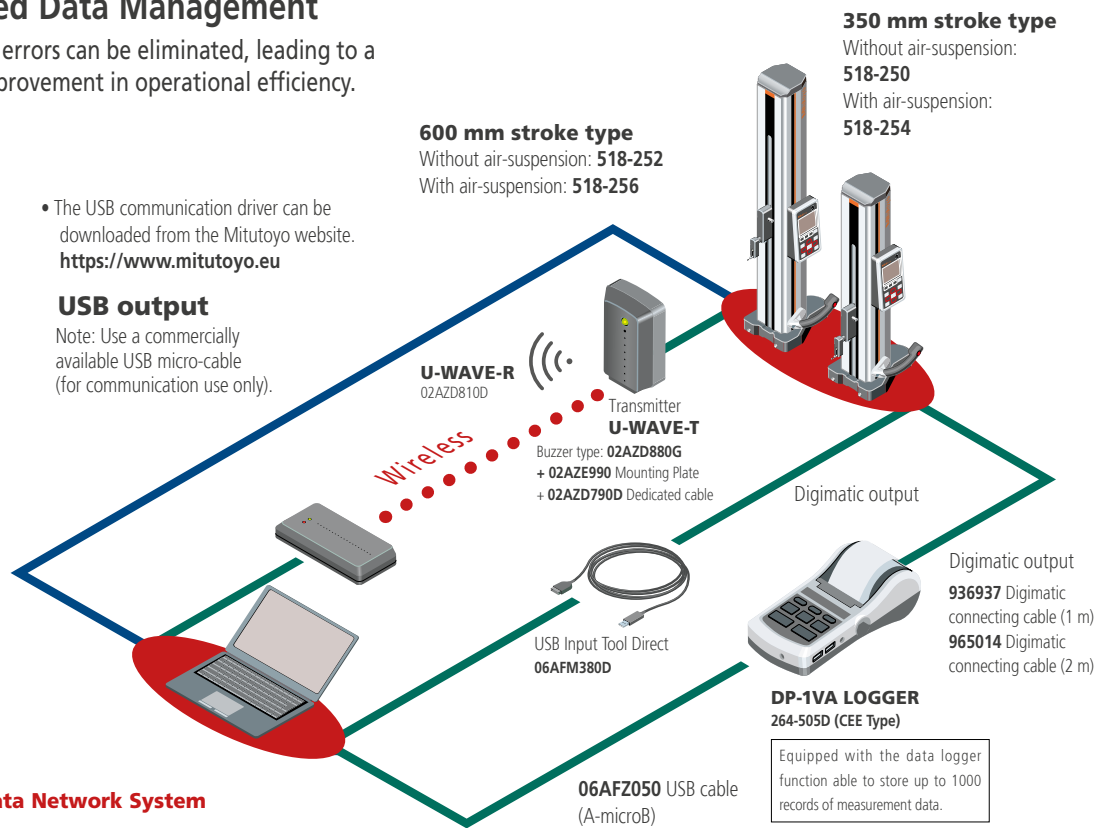 ed Data Management
errors can be eliminated, leading to a
provement in operational efficiency.
350 mm stroke type
Without air-suspension:
518-250
With air-suspension:
518-254
600 mm stroke type
Without air-suspension: 518-252
With air-suspension: 518-256
• The USB communication driver can be
downloaded from the Mitutoyo website.
https://www.mitutoyo.eu
USB output
Note: Use a commercially
available USB micro-cable
(for communication use only).
U-WAVE-R
02AZD810D
Transmitter
U-WAVE-T
Buzzer type: 02AZD880G
+ 02AZE990 Mounting Plate
+ 02AZD790D Dedicated cable
Wireless
Digimatic output
USB Input Tool Direct
06AFM380D
Digimatic output
936937 Digimatic
connecting cable (1 m)
965014 Digimatic
connecting cable (2 m)
DP-1VA LOGGER
264-505D (CEE Type)
Equipped with the data logger
function able to store up to 1000
records of measurement data.
06AFZ050 USB cable
(A-microB)
ata Network System